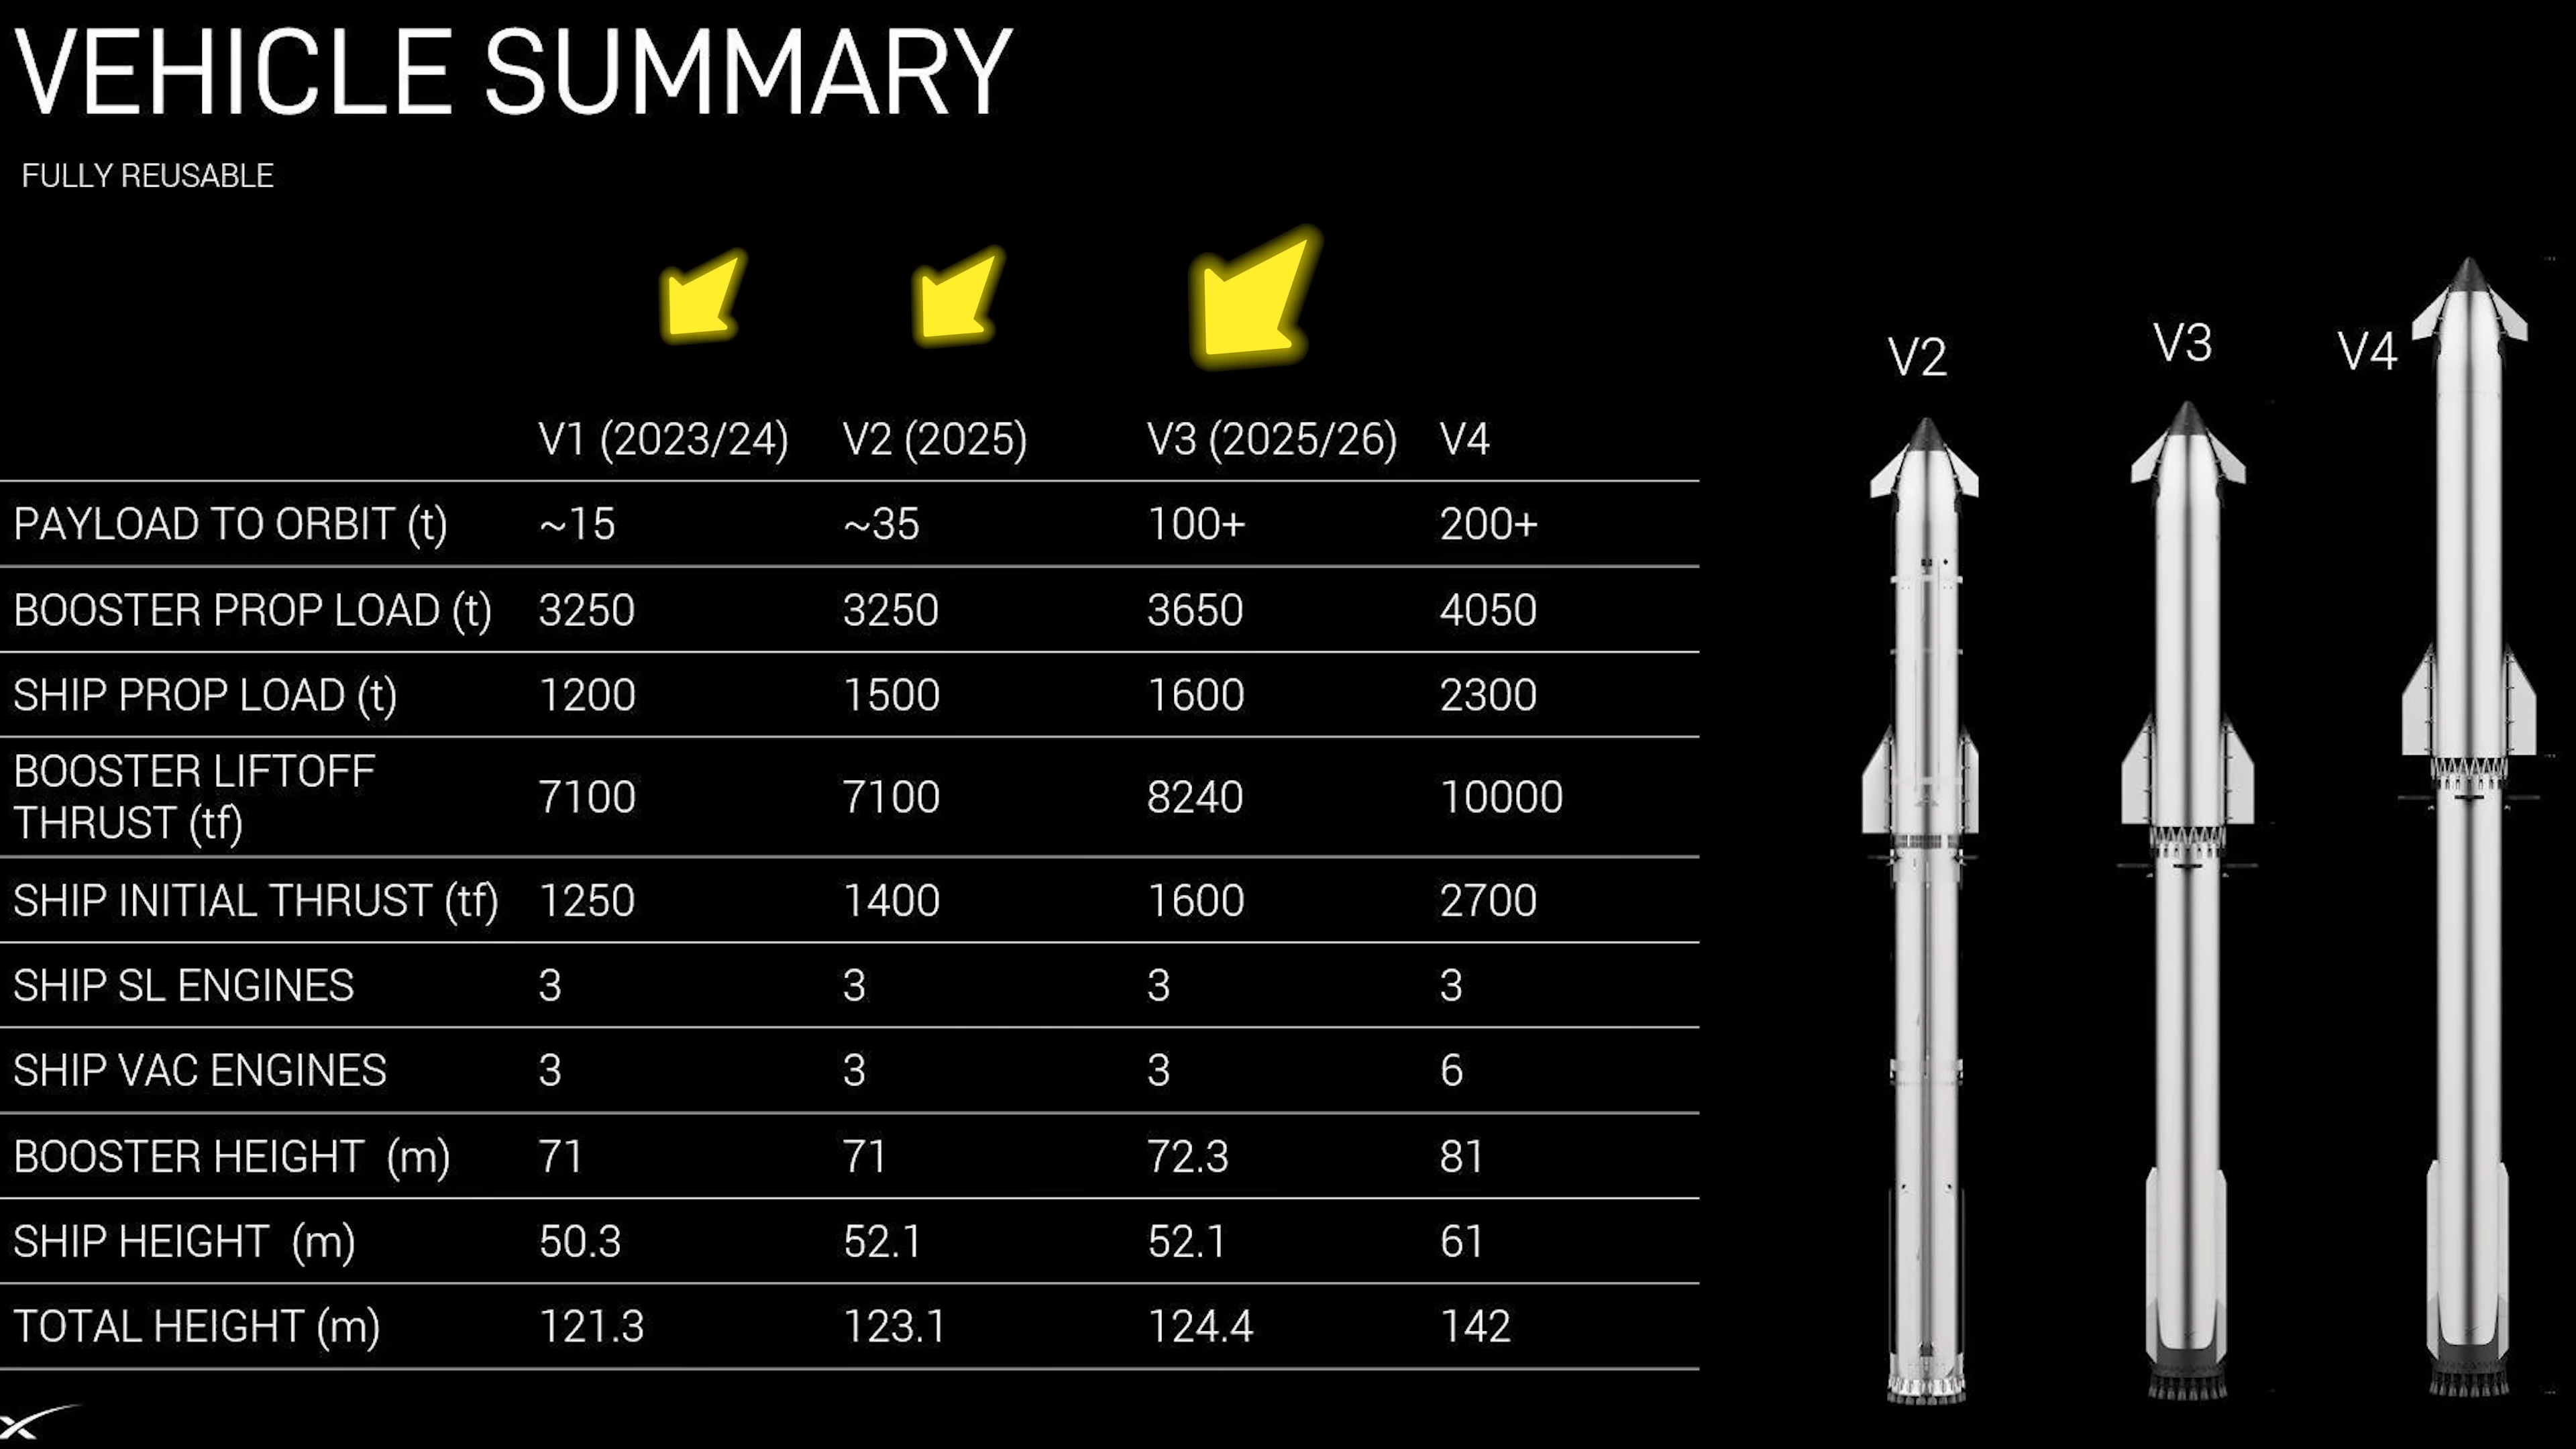 VEHICLE SUMMARY
FULLY REUSABLE
V1 (2023/24) V2 (2025) V3 (2025/26) V4
PAYLOAD TO ORBIT (t) ~15 ~35 100+ 200+
BOOSTER PROP LOAD (t) 3250 3250 3650 4050
SHIP PROP LOAD (t) 1200 1500 1600 2300
BOOSTER LIFTOFF
THRUST (tf) 7100 7100 8240 10000
SHIP INITIAL THRUST (tf) 1250 1400 1600 2700
SHIP SL ENGINES 3 3 3 3
SHIP VAC ENGINES 3 3 3 6
BOOSTER HEIGHT (m) 71 71 72.3 81
SHIP HEIGHT (m) 50.3 52.1 52.1 61
TOTAL HEIGHT (m) 121.3 123.1 124.4 142
V2
V3
V4
X